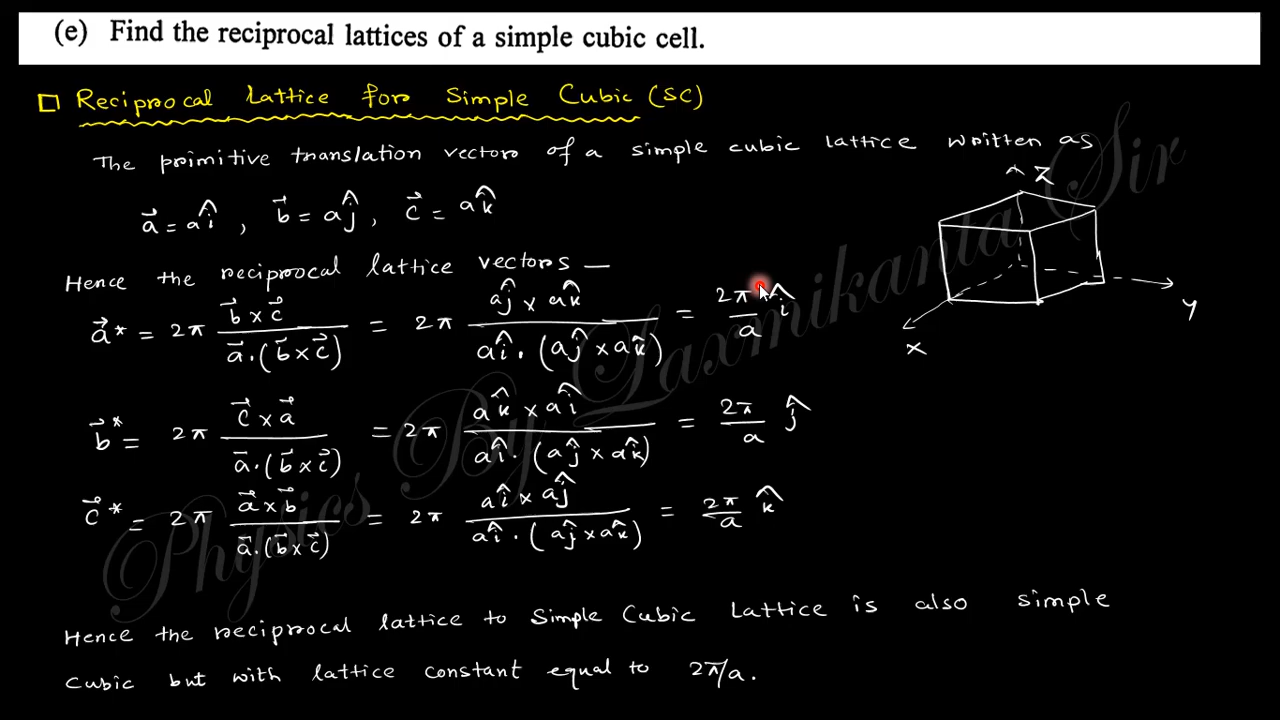 (e) Find the reciprocal lattices of a simple cubic cell.
□ Reciprocal Lattice for Simple Cubic (SC)
The primitive translation vectors of a simple cubic lattice written as
a⃗ = aî , b⃗ = aĵ , c⃗ = ak̂
Hence the reciprocal lattice vectors —
a⃗* = 2π (b⃗ × c⃗) / (a⃗·(b⃗ × c⃗)) = 2π (aĵ × ak̂) / (aî·(aĵ × ak̂)) = 2π/a î
b⃗* = 2π (c⃗ × a⃗) / (a⃗·(b⃗ × c⃗)) = 2π (ak̂ × aî) / (aî·(aĵ × ak̂)) = 2π/a ĵ
c⃗* = 2π (a⃗ × b⃗) / (a⃗·(b⃗ × c⃗)) = 2π (aî × aĵ) / (aî·(aĵ × ak̂)) = 2π/a k̂
Hence the reciprocal lattice to Simple Cubic Lattice is also simple
cubic but with lattice constant equal to 2π/a.
Z
Y
X
Physics By Laxmikanta Sir